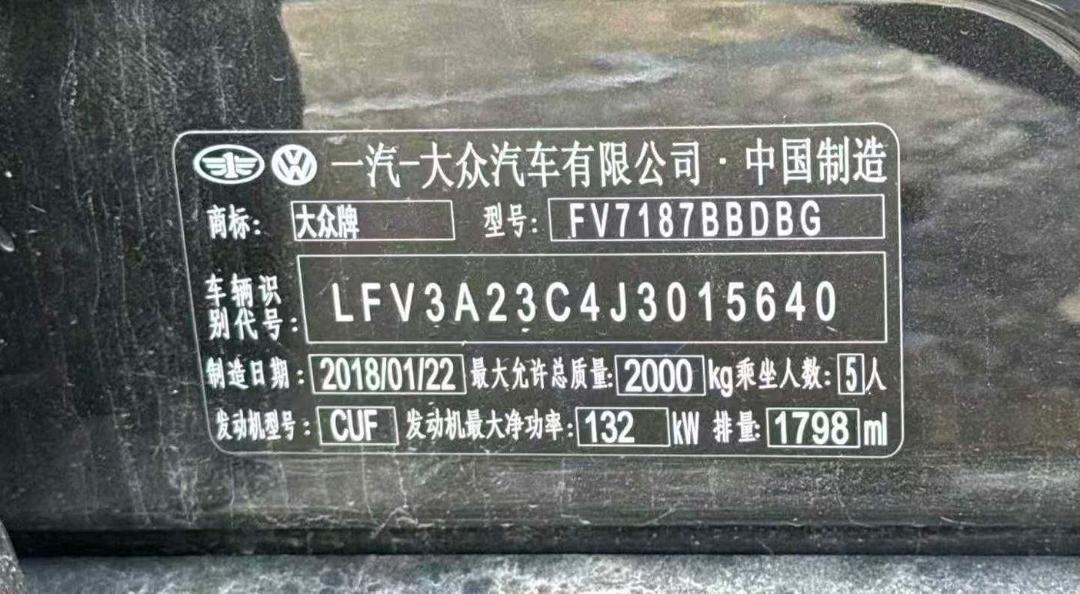 一汽-大众汽车有限公司·中国制造
商标: 大众牌 型号: FV7187BBDBG
车辆识别代号: LFV3A23C4J3015640
制造日期: 2018/01/22 最大允许总质量: 2000 kg 乘坐人数: 5 人
发动机型号: CUF 发动机最大净功率: 132 kW 排量: 1798 ml